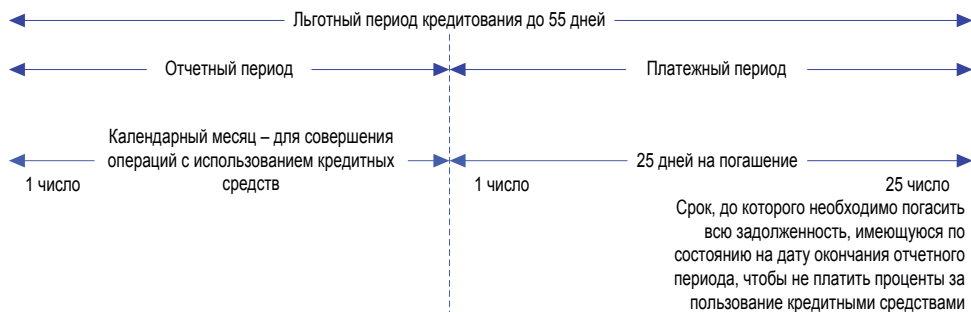 Льготный период кредитования до 55 дней
Отчетный период
Платежный период
Календарный месяц – для совершения
операций с использованием кредитных
средств
25 дней на погашение
1 число
1 число
25 число
Срок, до которого необходимо погасить
всю задолженность, имеющуюся по
состоянию на дату окончания отчетного
периода, чтобы не платить проценты за
пользование кредитными средствами